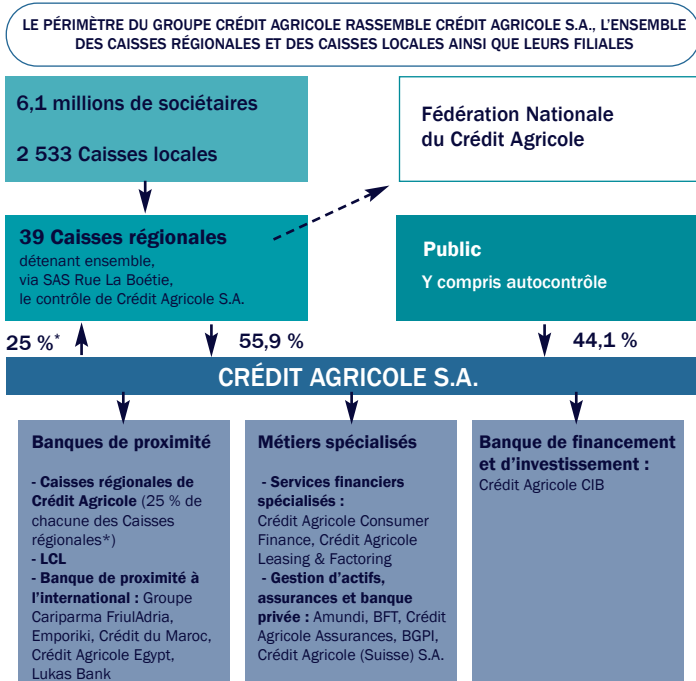 LE PÉRIMÈTRE DU GROUPE CRÉDIT AGRICOLE RASSEMBLE CRÉDIT AGRICOLE S.A., L'ENSEMBLE
DES CAISSES RÉGIONALES ET DES CAISSES LOCALES AINSI QUE LEURS FILIALES
6,1 millions de sociétaires
2 533 Caisses locales
Fédération Nationale
du Crédit Agricole
39 Caisses régionales
détenant ensemble,
via SAS Rue La Boétie,
le contrôle de Crédit Agricole S.A.
Public
Y compris autocontrôle
25 %*
55,9 %
44,1 %
CRÉDIT AGRICOLE S.A.
Banques de proximité
- Caisses régionales de
Crédit Agricole (25 % de
chacune des Caisses
régionales*)
- LCL
- Banque de proximité à
l'international : Groupe
Cariparma FriulAdria,
Emporiki, Crédit du Maroc,
Crédit Agricole Egypt,
Lukas Bank
Métiers spécialisés
- Services financiers
spécialisés :
Crédit Agricole Consumer
Finance, Crédit Agricole
Leasing & Factoring
- Gestion d'actifs,
assurances et banque
privée : Amundi, BFT, Crédit
Agricole Assurances, BGPI,
Crédit Agricole (Suisse) S.A.
Banque de financement
et d'investissement :
Crédit Agricole CIB